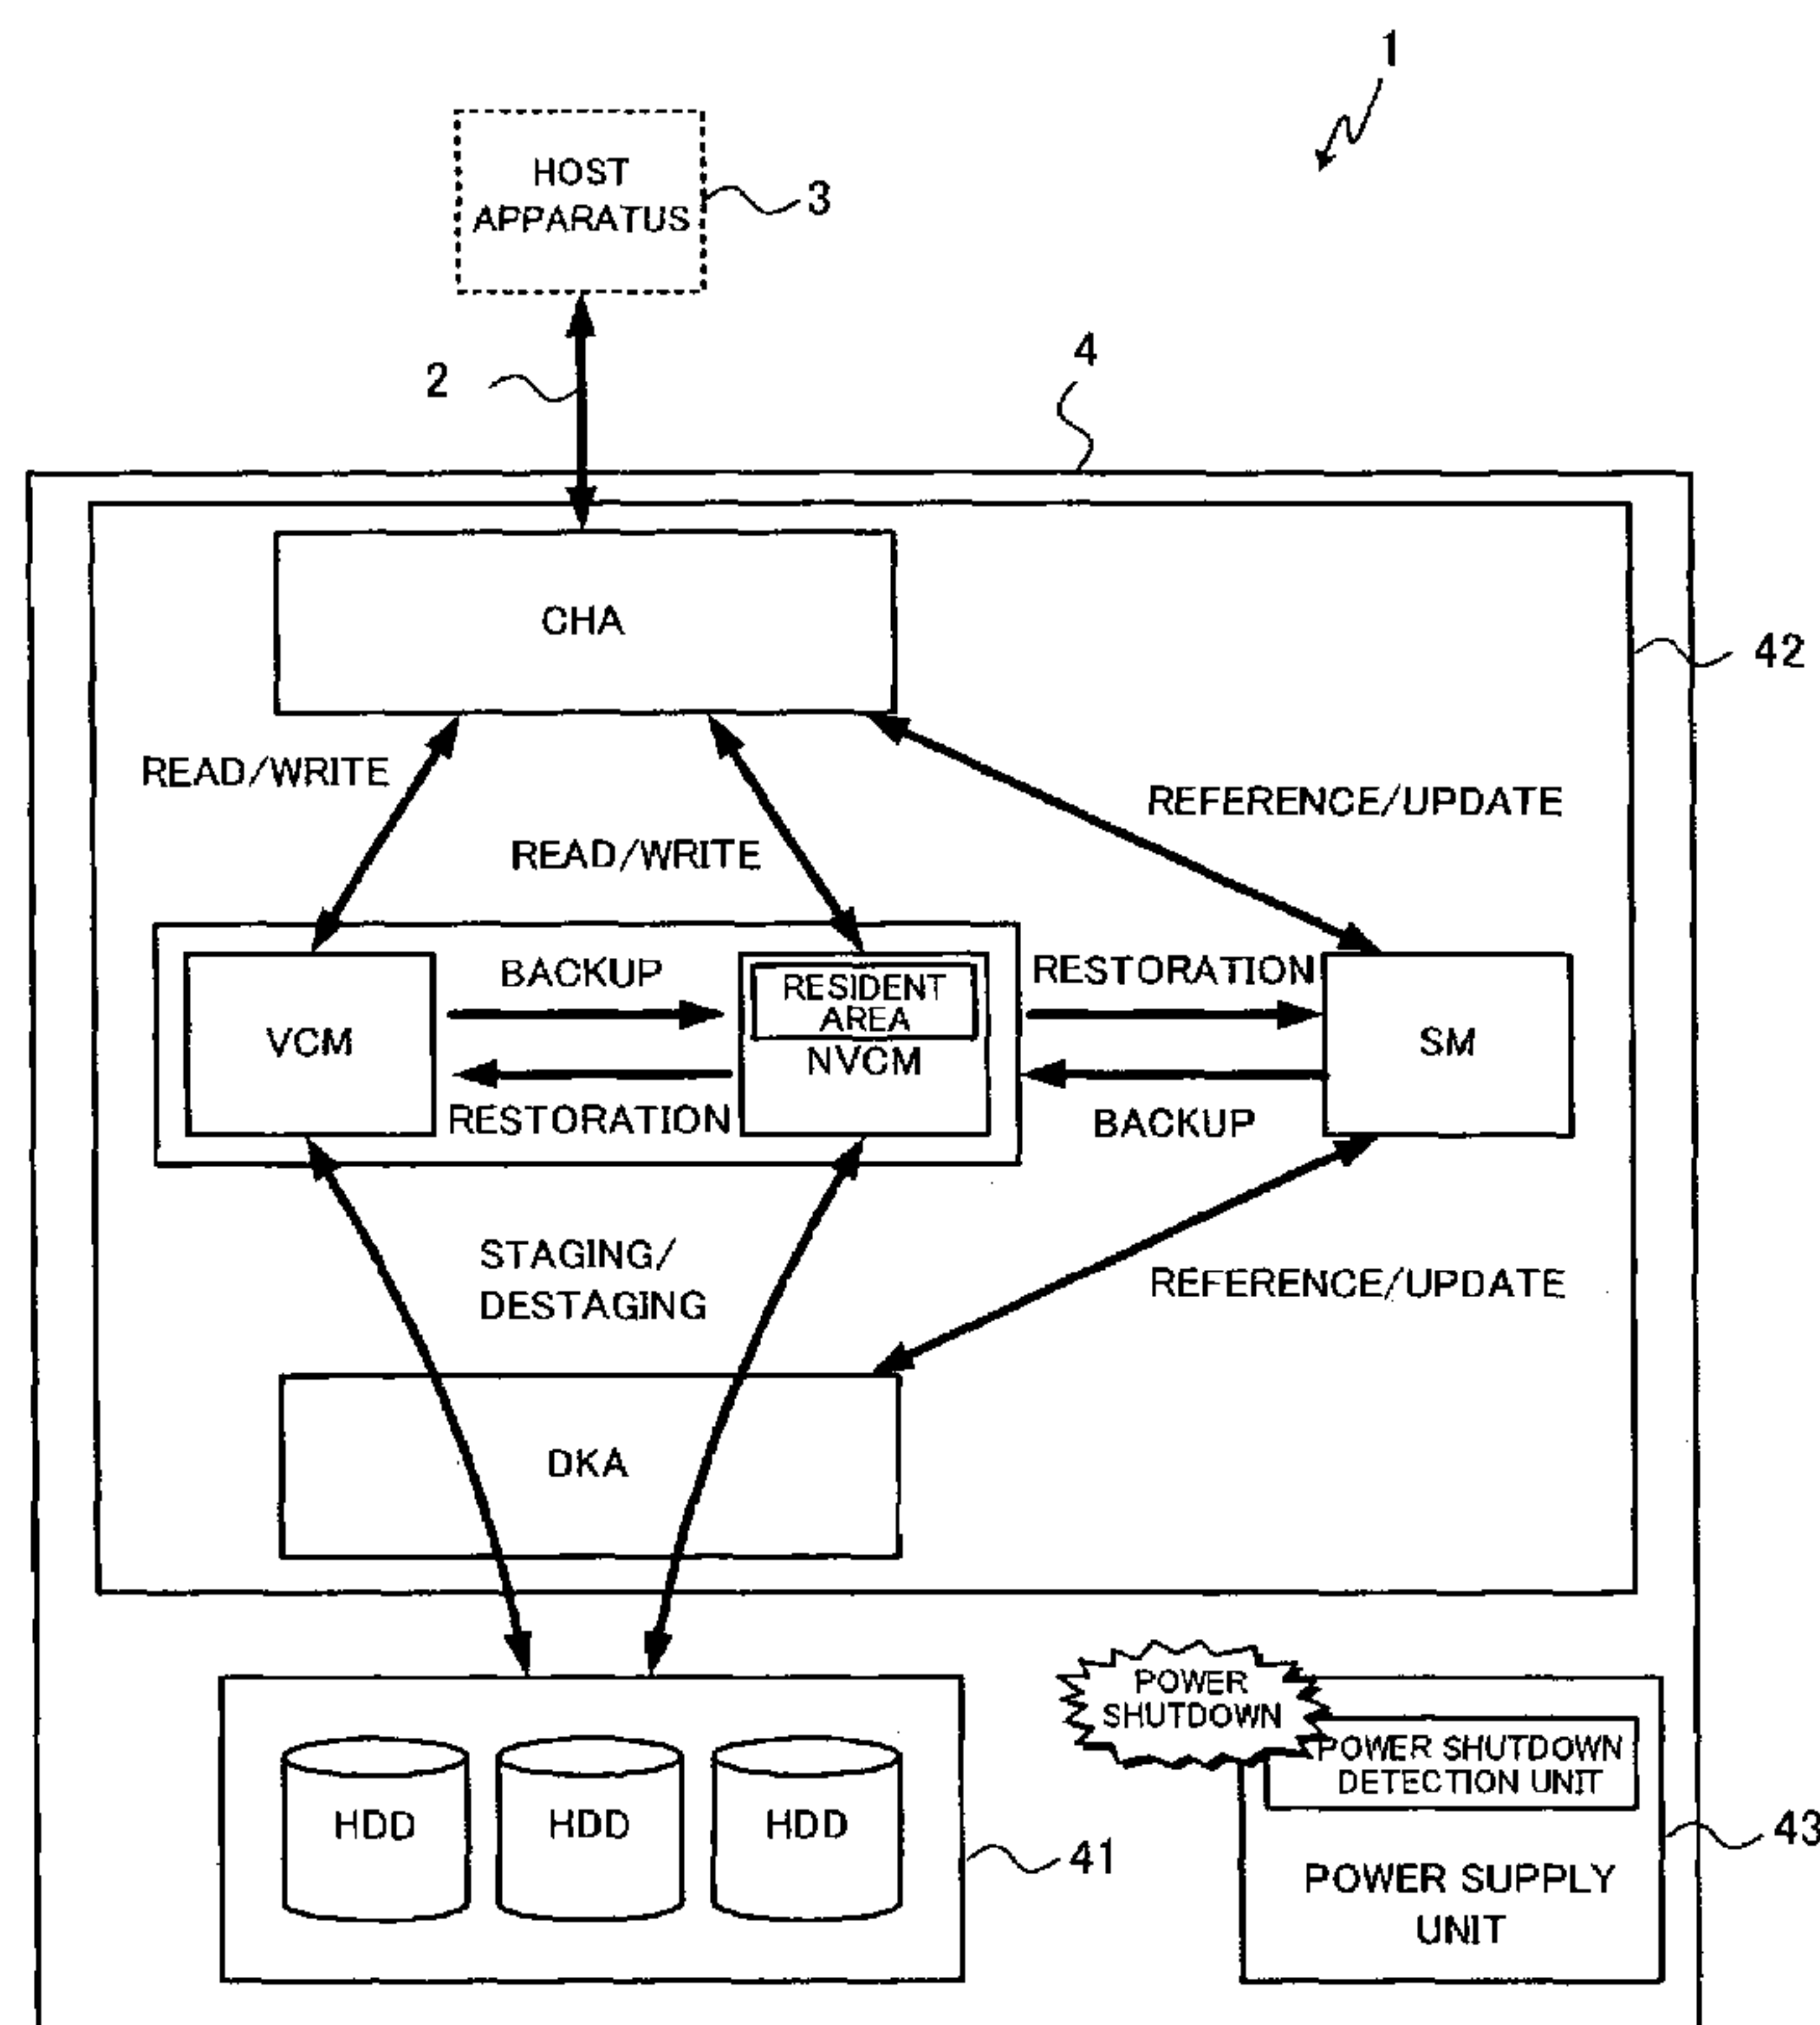 1
HOST
APPARATUS
3
2
4
CHA
42
READ/WRITE
REFERENCE/UPDATE
READ/WRITE
BACKUP
RESTORATION
RESIDENT
AREA
VCM
NVCM
SM
RESTORATION
BACKUP
STAGING/
DESTAGING
REFERENCE/UPDATE
DKA
POWER
SHUTDOWN
POWER SHUTDOWN
DETECTION UNIT
HDD
HDD
HDD
43
41
POWER SUPPLY
UNIT